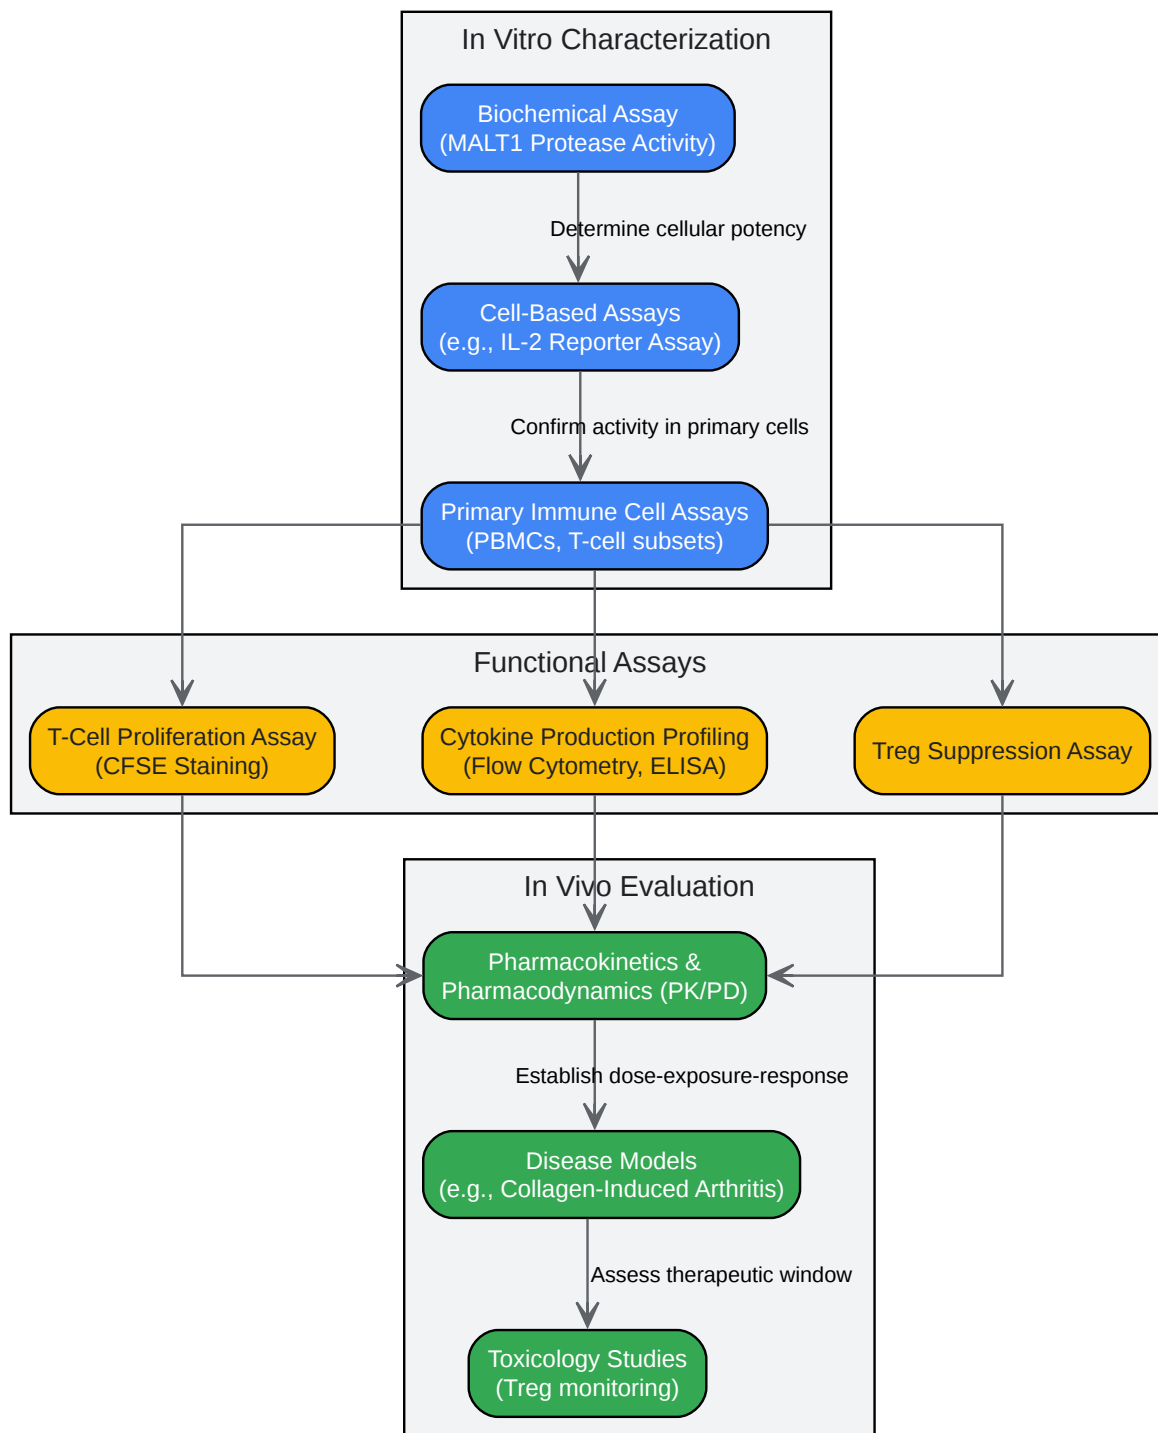 In Vitro Characterization
Biochemical Assay
(MALT1 Protease Activity)
Determine cellular potency
Cell-Based Assays
(e.g., IL-2 Reporter Assay)
Confirm activity in primary cells
Primary Immune Cell Assays
(PBMCs, T-cell subsets)
Functional Assays
T-Cell Proliferation Assay
(CFSE Staining)
Cytokine Production Profiling
(Flow Cytometry, ELISA)
Treg Suppression Assay
In Vivo Evaluation
Pharmacokinetics &
Pharmacodynamics (PK/PD)
Establish dose-exposure-response
Disease Models
(e.g., Collagen-Induced Arthritis)
Assess therapeutic window
Toxicology Studies
(Treg monitoring)